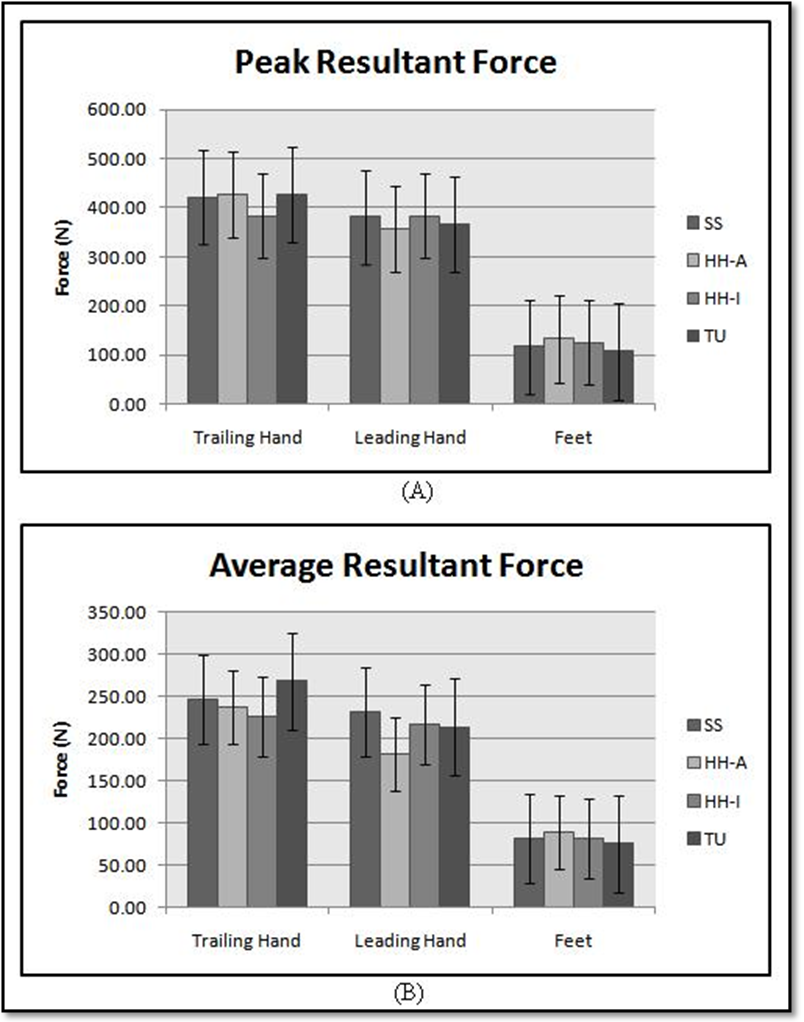 Peak Resultant Force
600.00
500.00
400.00
300.00
200.00
100.00
0.00
Force (N)
Trailing Hand Leading Hand Feet
SS
HH-A
HH-I
TU
(A)
Average Resultant Force
350.00
300.00
250.00
200.00
150.00
100.00
50.00
0.00
Force (N)
Trailing Hand Leading Hand Feet
SS
HH-A
HH-I
TU
(B)